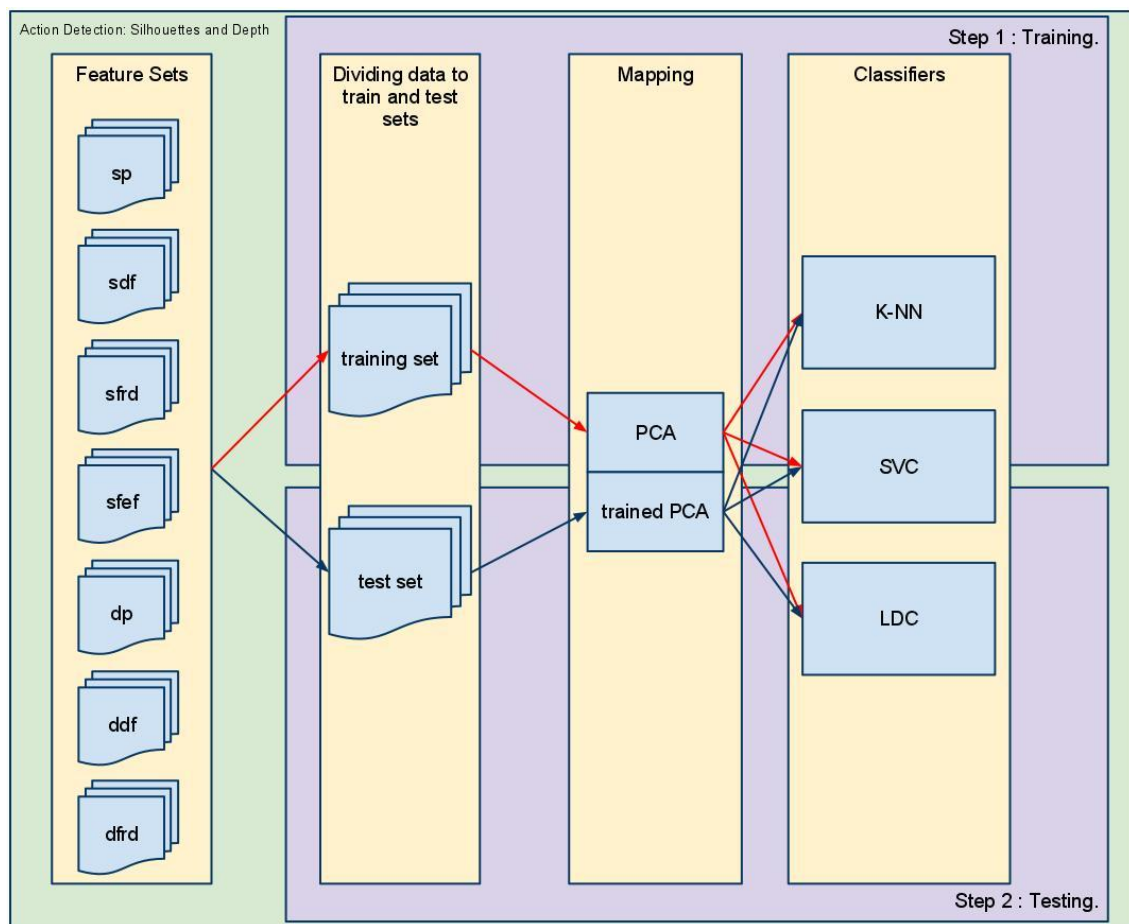 Action Detection: Silhouettes and Depth
Step 1 : Training.
Feature Sets
sp
sdf
sfrd
sfef
dp
ddf
dfrd
Dividing data to
train and test
sets
training set
test set
Mapping
PCA
trained PCA
Classifiers
K-NN
SVC
LDC
Step 2 : Testing.